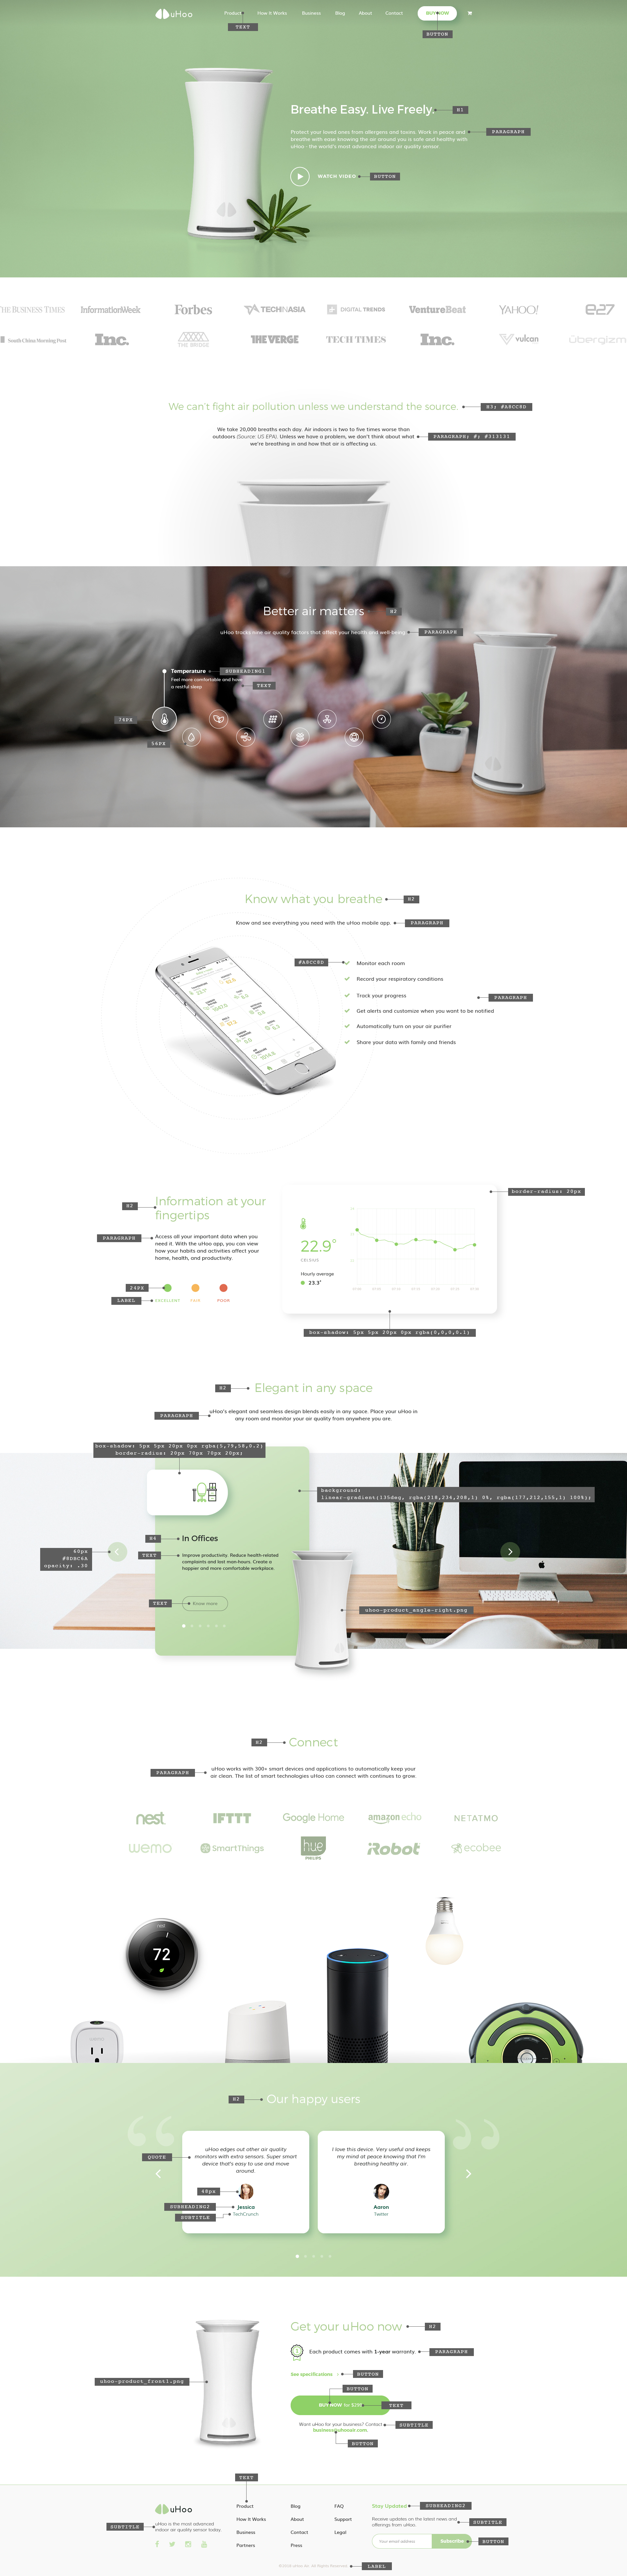 uHoo
Product
How It Works
Business
Blog
About
Contact
BUY NOW
TEXT
BUTTON
Breathe Easy. Live Freely.
H1
Protect your loved ones from allergens and toxins. Work in peace and
breathe with ease knowing the air around you is safe and healthy with
uHoo - the world's most advanced indoor air quality sensor.
PARAGRAPH
WATCH VIDEO
BUTTON
THE BUSINESS TIMES
InformationWeek
Forbes
TECHINASIA
DIGITAL TRENDS
VentureBeat
YAHOO!
e27
South China Morning Post
Inc.
THE BRIDGE
THE VERGE
TECH TIMES
Inc.
vulcan
übergizm
We can't fight air pollution unless we understand the source.
H3; #A8CC8D
We take 20,000 breaths each day. Air indoors is two to five times worse than
outdoors (Source: US EPA). Unless we have a problem, we don't think about what
we're breathing in and how that air is affecting us.
PARAGRAPH; #; #313131
Better air matters
H2
uHoo tracks nine air quality factors that affect your health and well-being
PARAGRAPH
Temperature
SUBHEADING1
Feel more comfortable and have
a restful sleep
TEXT
76PX
56PX
Know what you breathe
H2
Know and see everything you need with the uHoo mobile app.
PARAGRAPH
#A8CC8D
Monitor each room
Record your respiratory conditions
Track your progress
PARAGRAPH
Get alerts and customize when you want to be notified
Automatically turn on your air purifier
Share your data with family and friends
border-radius: 20px
H2
Information at your
fingertips
PARAGRAPH
Access all your important data when you
need it. With the uHoo app, you can view
how your habits and activities affect your
home, health, and productivity.
22.9°
CELSIUS
Hourly average
23.3°
24PX
LABEL
EXCELLENT
FAIR
POOR
box-shadow: 5px 5px 20px 0px rgba(0,0,0,0.1)
H2
Elegant in any space
PARAGRAPH
uHoo's elegant and seamless design blends easily in any space. Place your uHoo in
any room and monitor your air quality from anywhere you are.
box-shadow: 5px 5px 20px 0px rgba(5,79,58,0.2)
border-radius: 20px 70px 70px 20px;
background:
linear-gradient(135deg, rgba(218,234,208,1) 0%, rgba(177,212,155,1) 100%);
H4
In Offices
60px
#8DBC6A
opacity: .30
TEXT
Improve productivity. Reduce health-related
complaints and lost man-hours. Create a
happier and more comfortable workplace.
TEXT
Know more
uhoo-product_angle-right.png
H2
Connect
PARAGRAPH
uHoo works with 300+ smart devices and applications to automatically keep your
air clean. The list of smart technologies uHoo can connect with continues to grow.
nest
IFTTT
Google Home
amazon echo
NETATMO
wemo
SmartThings
hue
PHILIPS
iRobot
ecobee
nest
72
H2
Our happy users
QUOTE
uHoo edges out other air quality
monitors with extra sensors. Super smart
device that's easy to use and move
around.
I love this device. Very useful and keeps
my mind at peace knowing that I'm
breathing healthy air.
48px
SUBHEADING2
Jessica
Aaron
SUBTITLE
TechCrunch
Twitter
Get your uHoo now
H2
Each product comes with 1-year warranty.
PARAGRAPH
See specifications
BUTTON
uhoo-product_front1.png
BUTTON
BUY NOW for
TEXT
Want uHoo for your business? Contact
SUBTITLE
business@uhooair.com.
BUTTON
TEXT
uHoo
Product
Blog
FAQ
Stay Updated
SUBHEADING2
SUBTITLE
uHoo is the most advanced
indoor air quality sensor today.
How It Works
About
Support
Receive updates on the latest news and
offerings from uHoo.
SUBTITLE
Business
Contact
Legal
Partners
Press
Your email address
Subscribe
BUTTON
LABEL